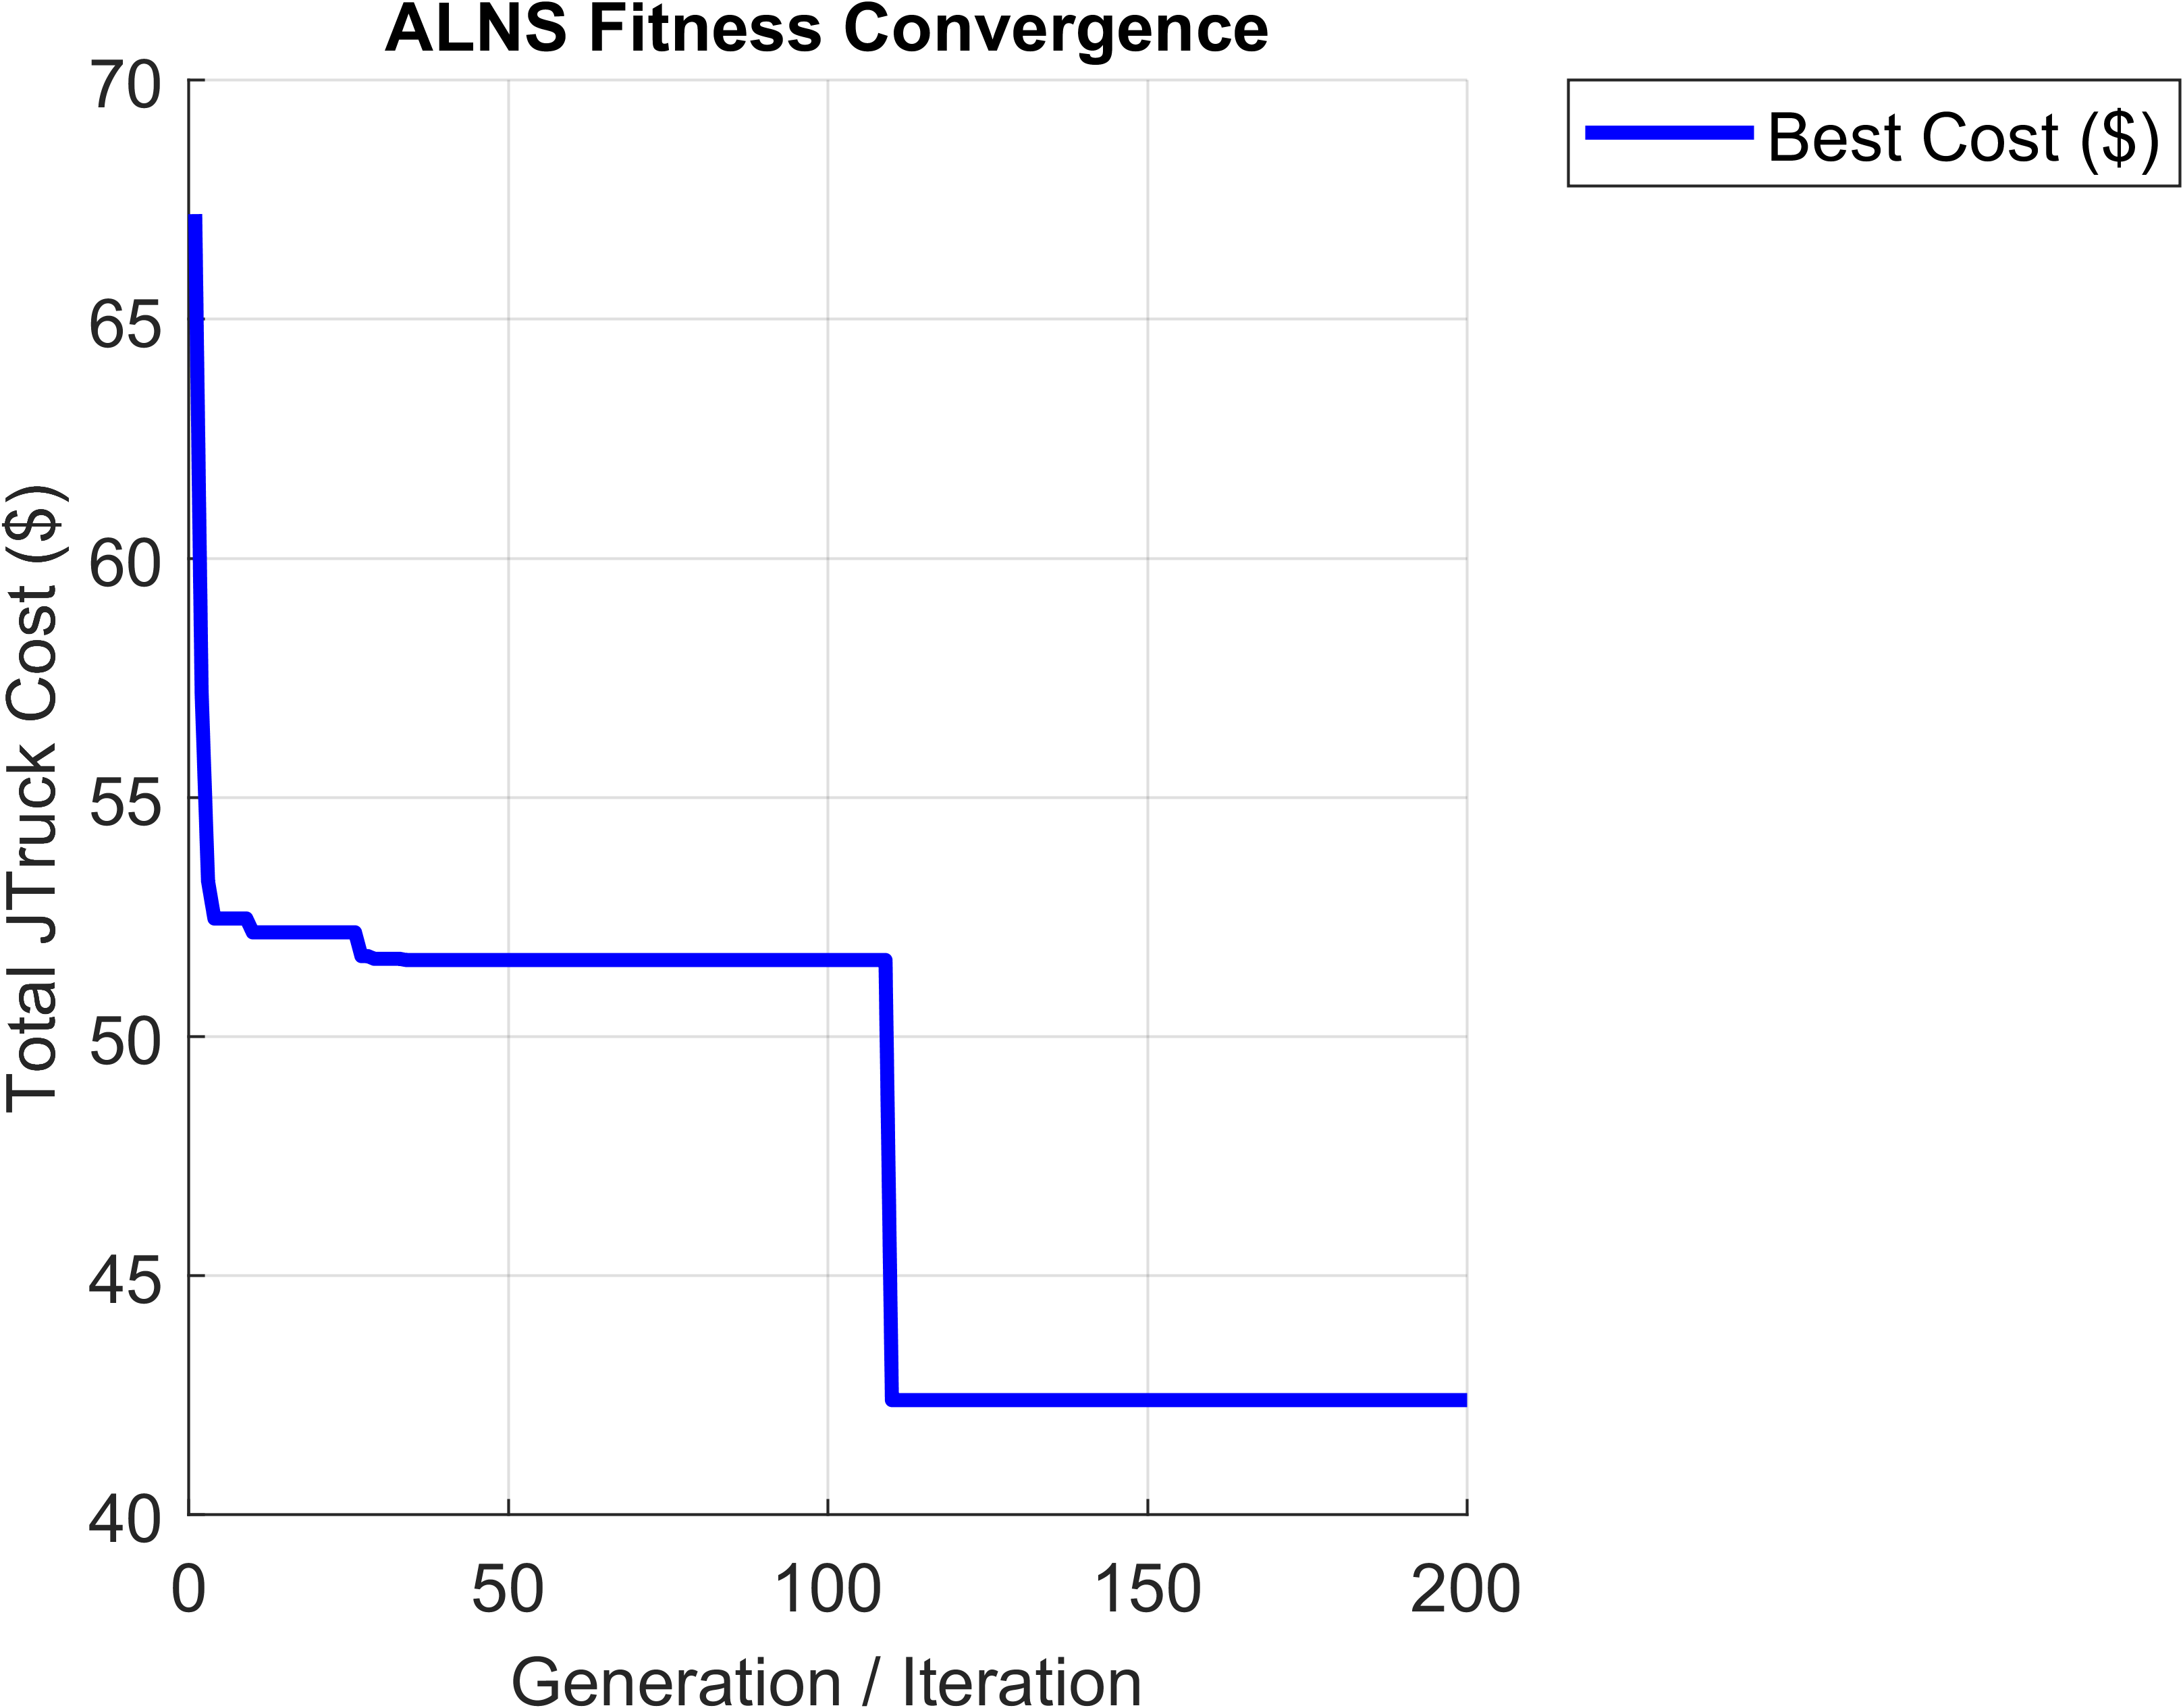 ALNS Fitness Convergence
Best Cost ($)
Total JTruck Cost ($)
70
65
60
55
50
45
40
0 50 100 150 200
Generation / Iteration